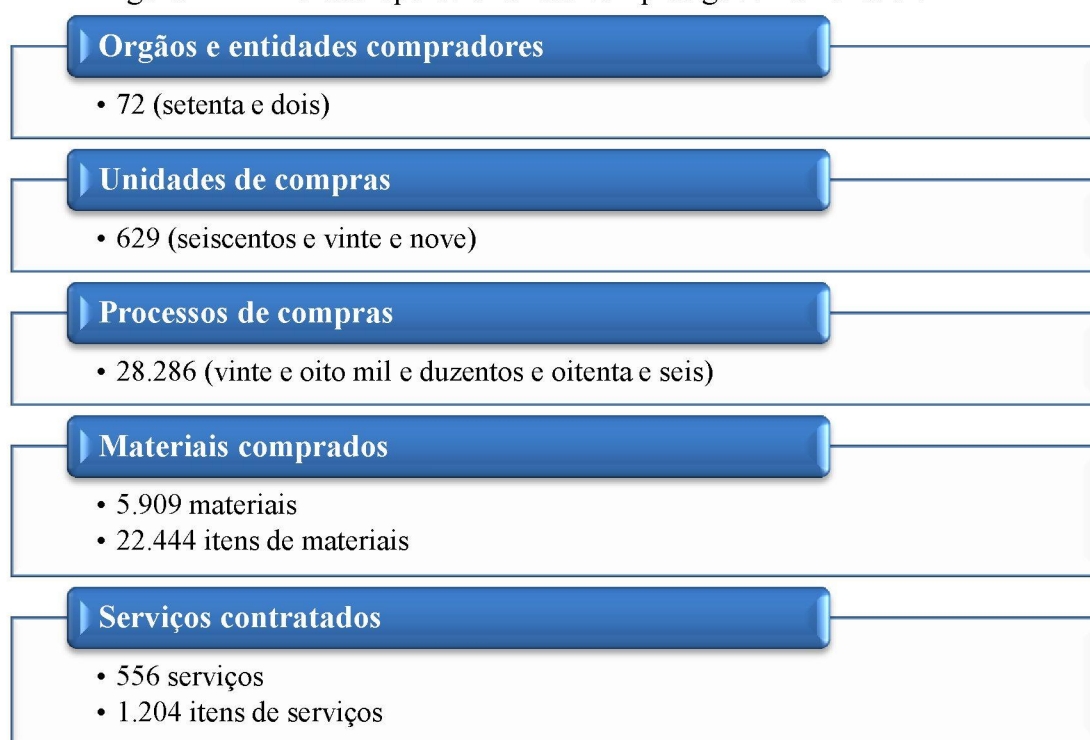 Orgãos e entidades compradores
• 72 (setenta e dois)
Unidades de compras
• 629 (seiscentos e vinte e nove)
Processos de compras
• 28.286 (vinte e oito mil e duzentos e oitenta e seis)
Materiais comprados
• 5.909 materiais
• 22.444 itens de materiais
Serviços contratados
• 556 serviços
• 1.204 itens de serviços